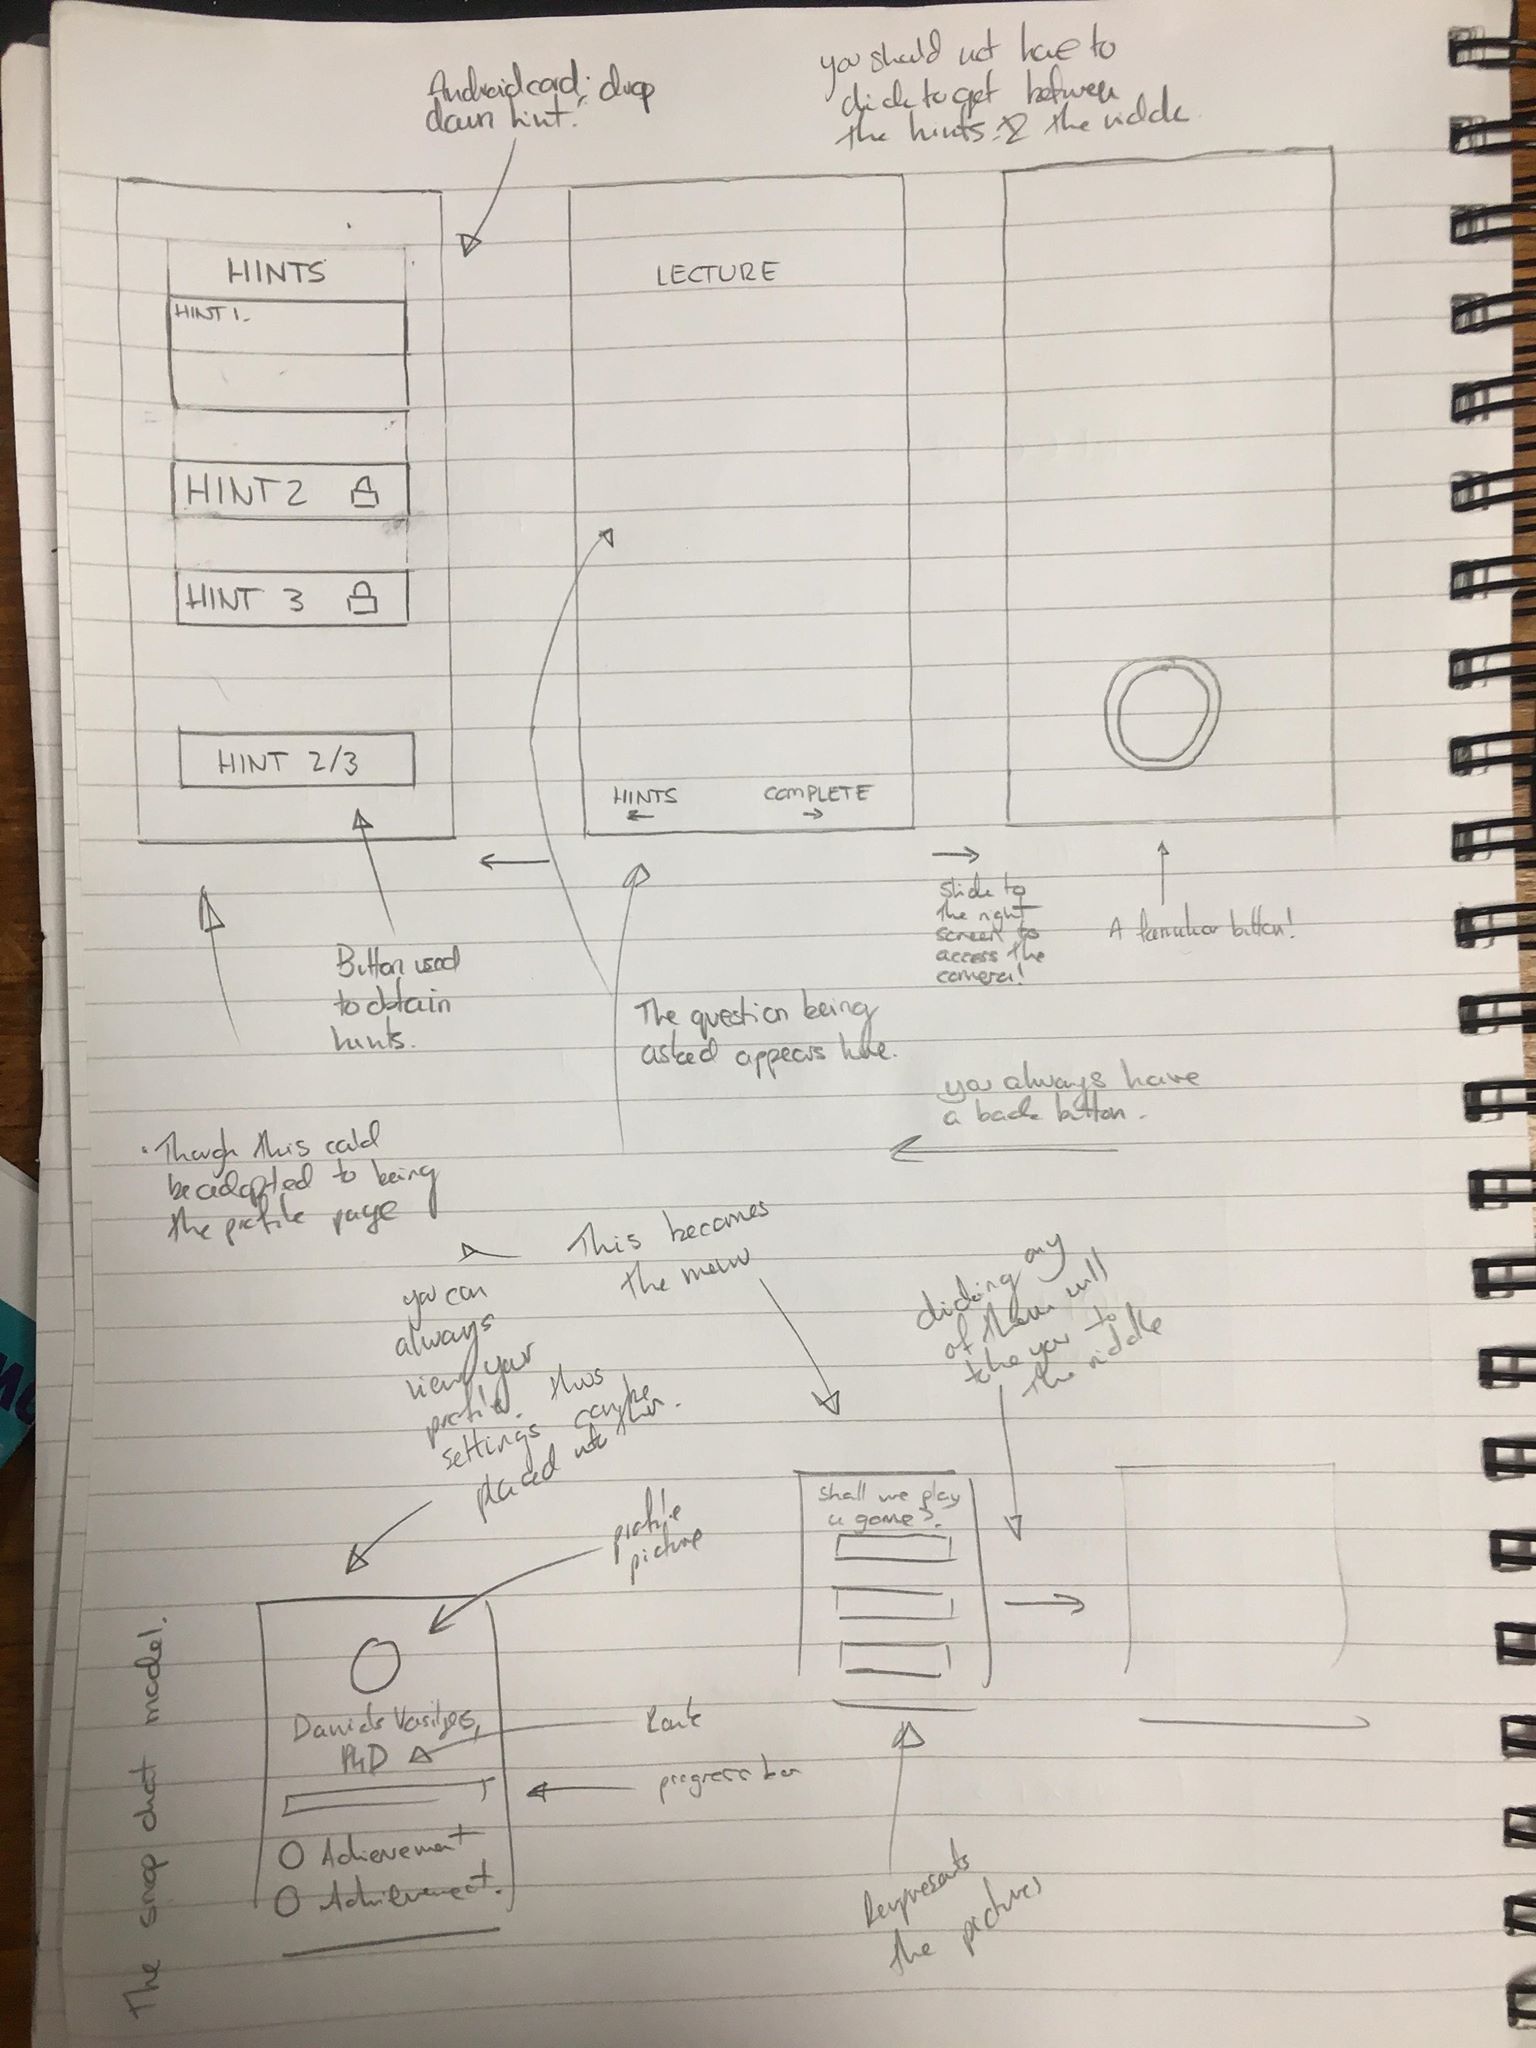 Android card: drop
down hint!
you should not have to
click to get between
the hints & the riddle.
HINTS
HINT 1.
HINT 2
HINT 3
HINT 2/3
LECTURE
HINTS
←
COMPLETE
→
Button used
to obtain
hints.
The question being
asked appears here.
slide to
the right
screen to
access the
camera!
A familiar button!
you always have
a back button.
Though this could
be adapted to being
the profile page
This becomes
the menu
you can
always
view your
profile. thus
settings can be
placed into this.
clicking any
of them will
take you to
the riddle
shall we play
a game?
profile
picture
PhD
Rank
progress bar
Achievement
Achievement.
Represents
the pictures
The snap chat model.